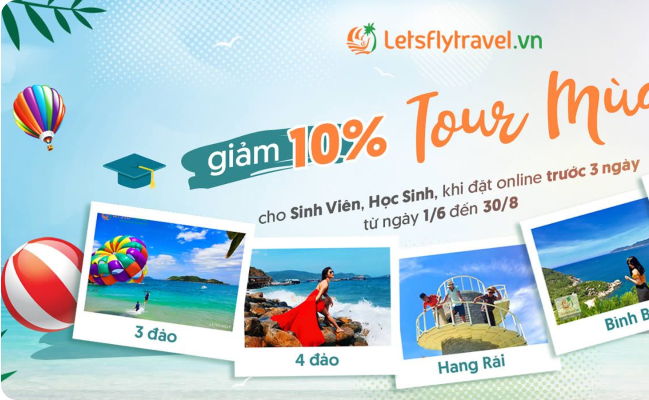 Letsflytravel.vn
giảm 10% Tour
cho Sinh Viên, Học Sinh, khi đặt online trước 3 ngày
từ ngày 1/6 đến 30/8
3 đảo
4 đảo
Hang Rái
Bình